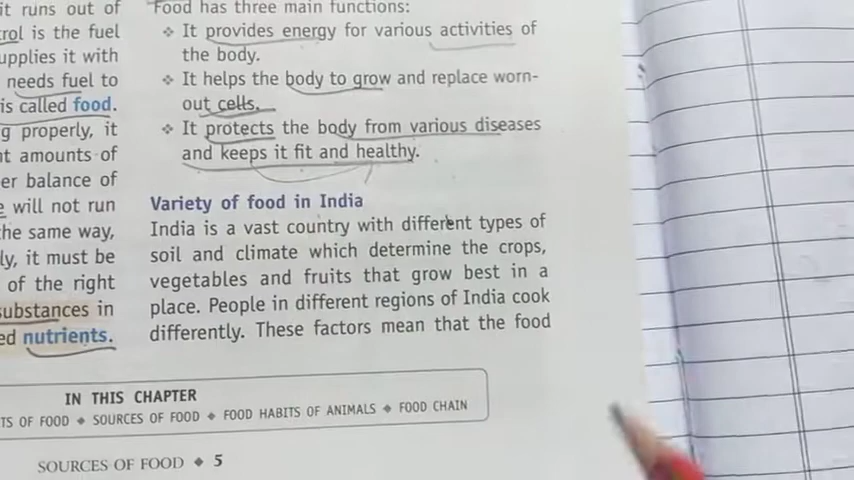 it runs out of
rol is the fuel
upplies it with
needs fuel to
is called food.
g properly, it
nt amounts of
er balance of
e will not run
the same way,
ly, it must be
of the right
substances in
ed nutrients.
Food has three main functions:
❖ It provides energy for various activities of
the body.
❖ It helps the body to grow and replace worn-
out cells.
❖ It protects the body from various diseases
and keeps it fit and healthy.
Variety of food in India
India is a vast country with different types of
soil and climate which determine the crops,
vegetables and fruits that grow best in a
place. People in different regions of India cook
differently. These factors mean that the food
IN THIS CHAPTER
TS OF FOOD ◆ SOURCES OF FOOD ◆ FOOD HABITS OF ANIMALS ◆ FOOD CHAIN
SOURCES OF FOOD ◆ 5